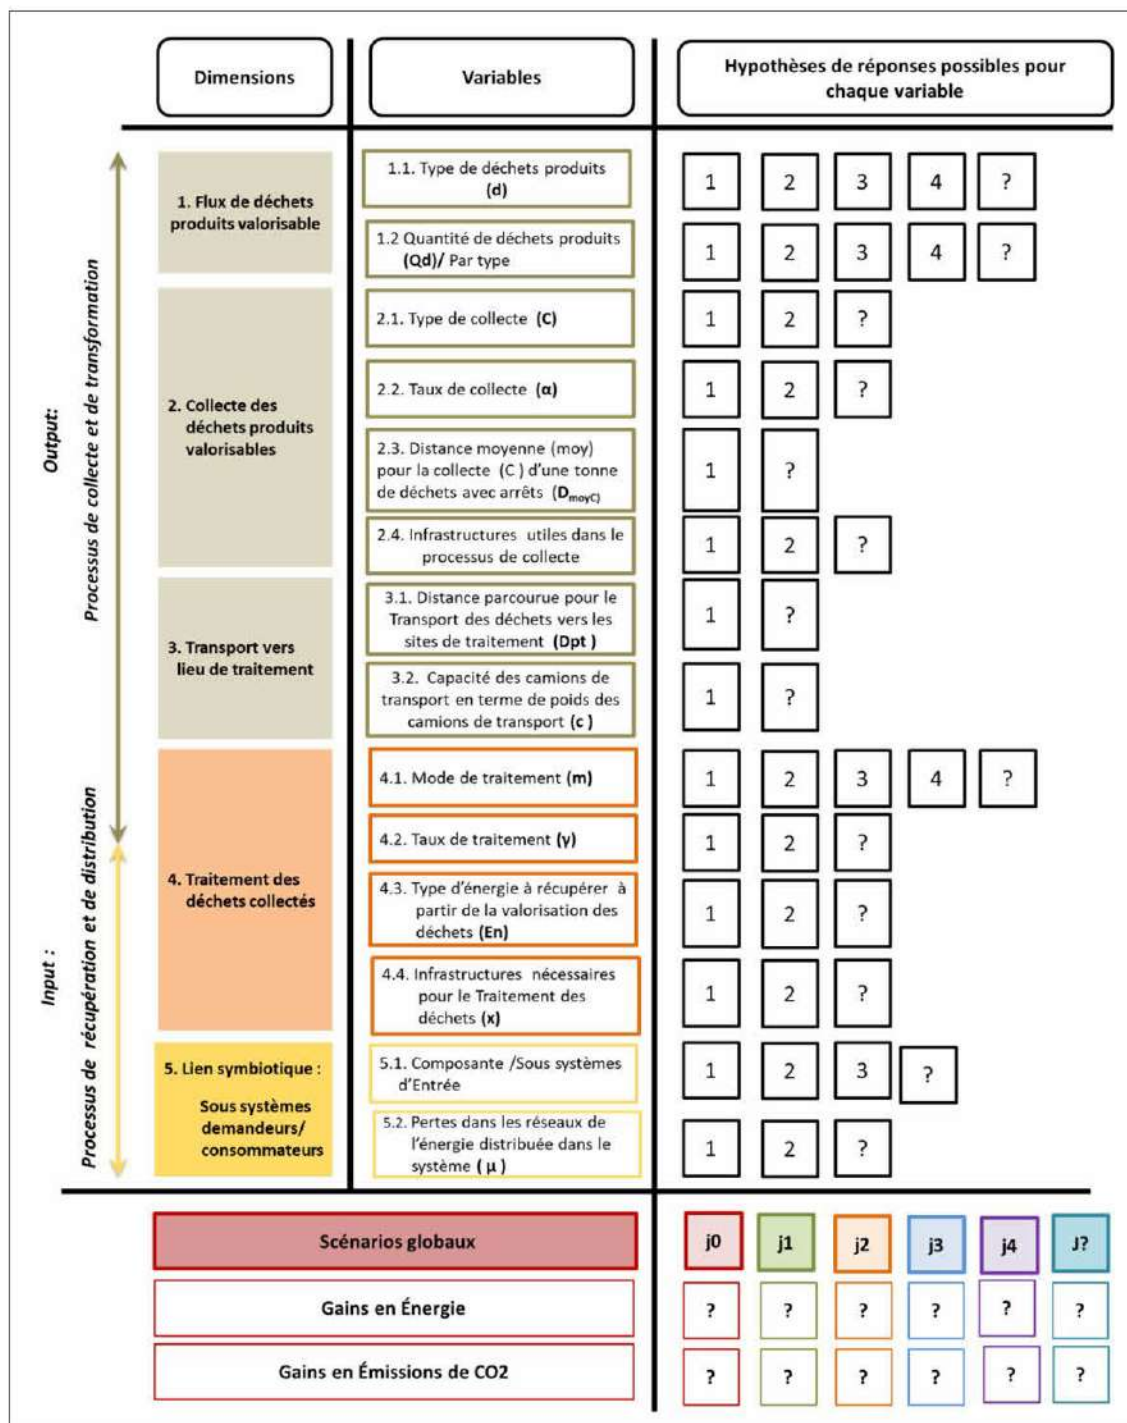 Dimensions
Variables
Hypothèses de réponses possibles pour
chaque variable
Output:
Processus de collecte et de transformation
Input :
Processus de récupération et de distribution
1. Flux de déchets
produits valorisable
1.1. Type de déchets produits
(d)
1 2 3 4 ?
1.2 Quantité de déchets produits
(Qd)/ Par type
1 2 3 4 ?
2. Collecte des
déchets produits
valorisables
2.1. Type de collecte (C)
1 2 ?
2.2. Taux de collecte (α)
1 2 ?
2.3. Distance moyenne (moy)
pour la collecte (C ) d'une tonne
de déchets avec arrêts (DmoyC)
1 ?
2.4. Infrastructures utiles dans le
processus de collecte
1 2 ?
3. Transport vers
lieu de traitement
3.1. Distance parcourue pour le
Transport des déchets vers les
sites de traitement (Dpt )
1 ?
3.2. Capacité des camions de
transport en terme de poids des
camions de transport (c )
1 ?
4. Traitement des
déchets collectés
4.1. Mode de traitement (m)
1 2 3 4 ?
4.2. Taux de traitement (γ)
1 2 ?
4.3. Type d'énergie à récupérer à
partir de la valorisation des
déchets (En)
1 2 ?
4.4. Infrastructures nécessaires
pour le Traitement des
déchets (x)
1 2 ?
5. Lien symbiotique :
Sous systèmes
demandeurs/
consommateurs
5.1. Composante /Sous systèmes
d'Entrée
1 2 3 ?
5.2. Pertes dans les réseaux de
l'énergie distribuée dans le
système ( μ )
1 2 ?
Scénarios globaux
j0 j1 j2 j3 j4 J?
Gains en Énergie
? ? ? ? ? ?
Gains en Émissions de CO2
? ? ? ? ? ?